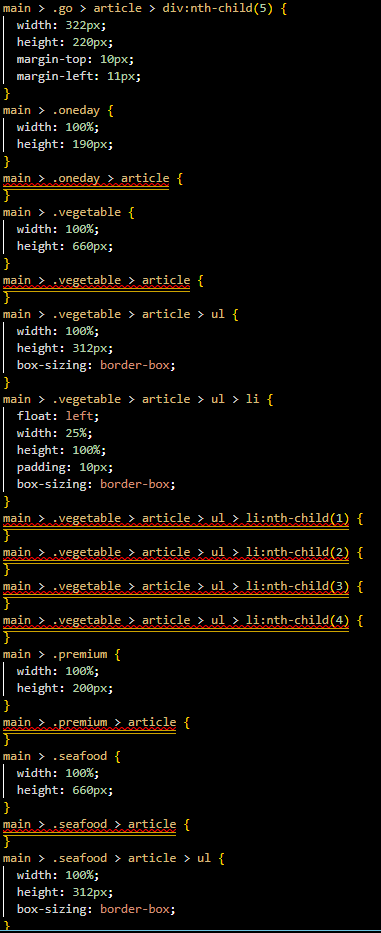 main > .go > article > div:nth-child(5) {
  width: 322px;
  height: 220px;
  margin-top: 10px;
  margin-left: 11px;
}
main > .oneday {
  width: 100%;
  height: 190px;
}
main > .oneday > article {
}
main > .vegetable {
  width: 100%;
  height: 660px;
}
main > .vegetable > article {
}
main > .vegetable > article > ul {
  width: 100%;
  height: 312px;
  box-sizing: border-box;
}
main > .vegetable > article > ul > li {
  float: left;
  width: 25%;
  height: 100%;
  padding: 10px;
  box-sizing: border-box;
}
main > .vegetable > article > ul > li:nth-child(1) {
}
main > .vegetable > article > ul > li:nth-child(2) {
}
main > .vegetable > article > ul > li:nth-child(3) {
}
main > .vegetable > article > ul > li:nth-child(4) {
}
main > .premium {
  width: 100%;
  height: 200px;
}
main > .premium > article {
}
main > .seafood {
  width: 100%;
  height: 660px;
}
main > .seafood > article {
}
main > .seafood > article > ul {
  width: 100%;
  height: 312px;
  box-sizing: border-box;
}